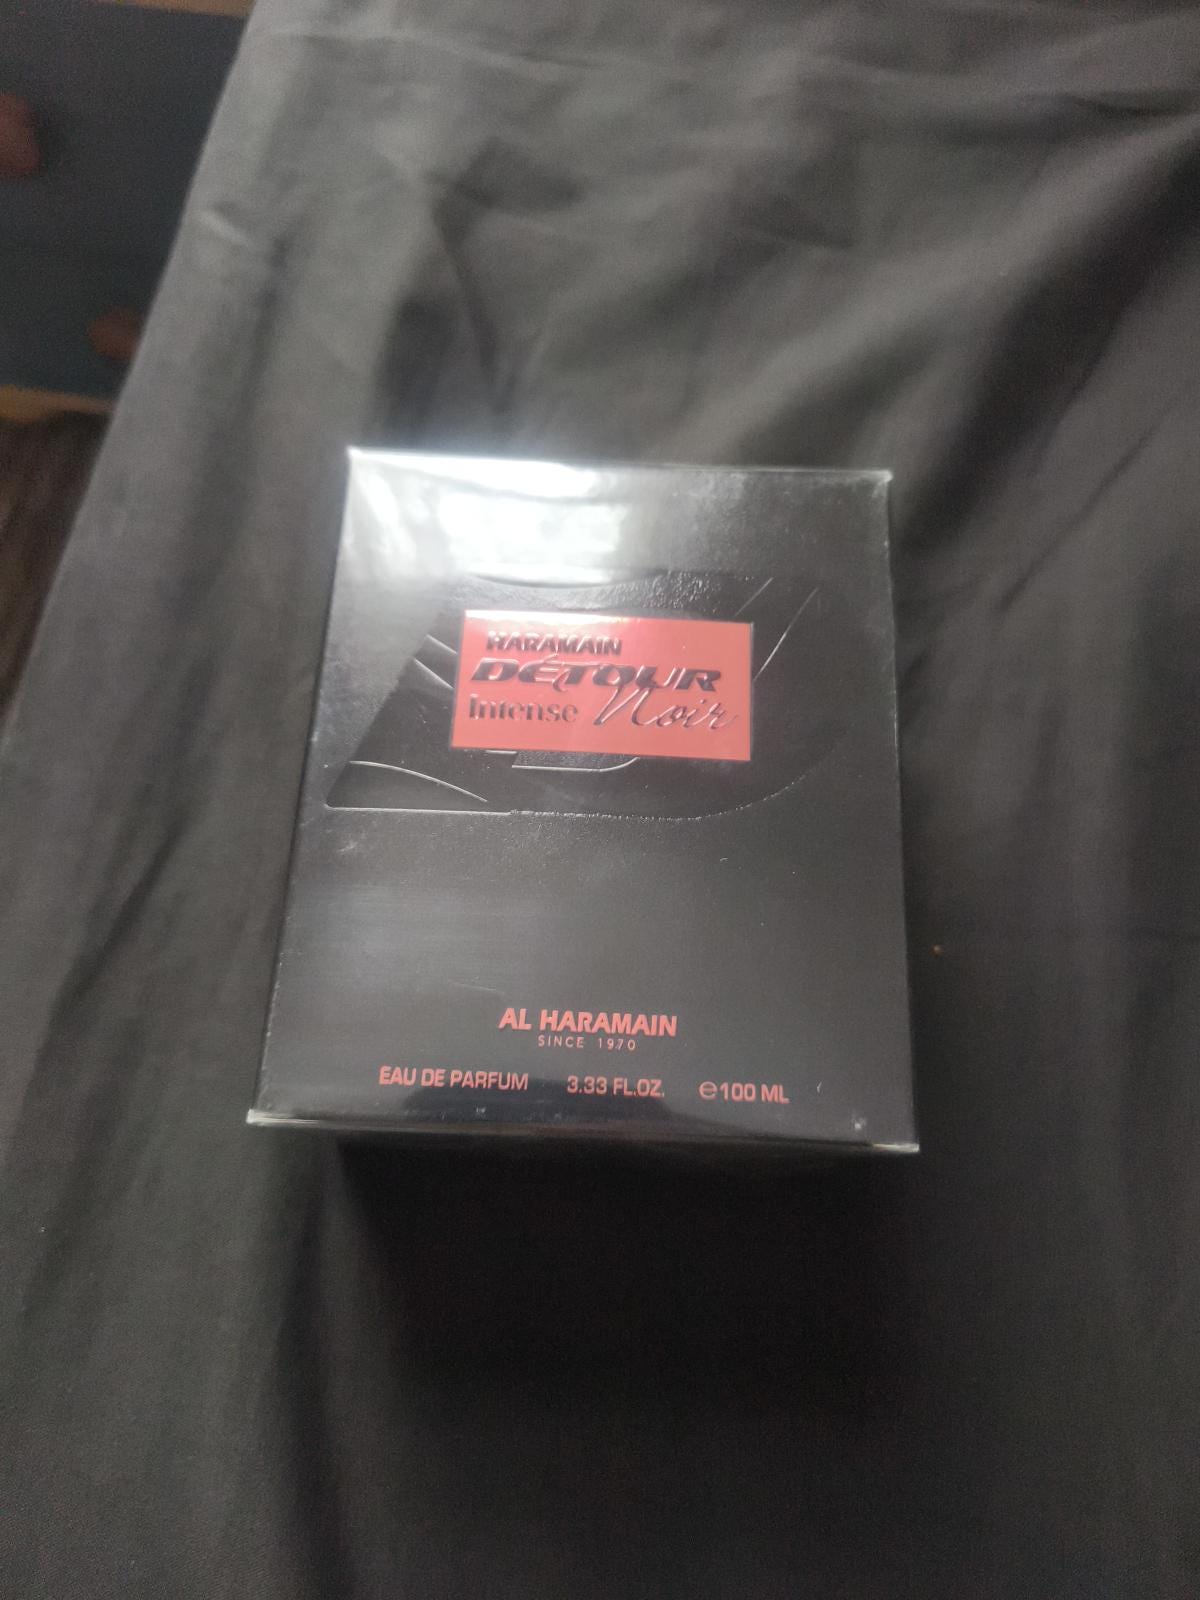 HARAMAIN
DÉTOUR
Intense Noir
AL HARAMAIN
SINCE 1970
EAU DE PARFUM 3.33 FL.OZ. ℮100 ML